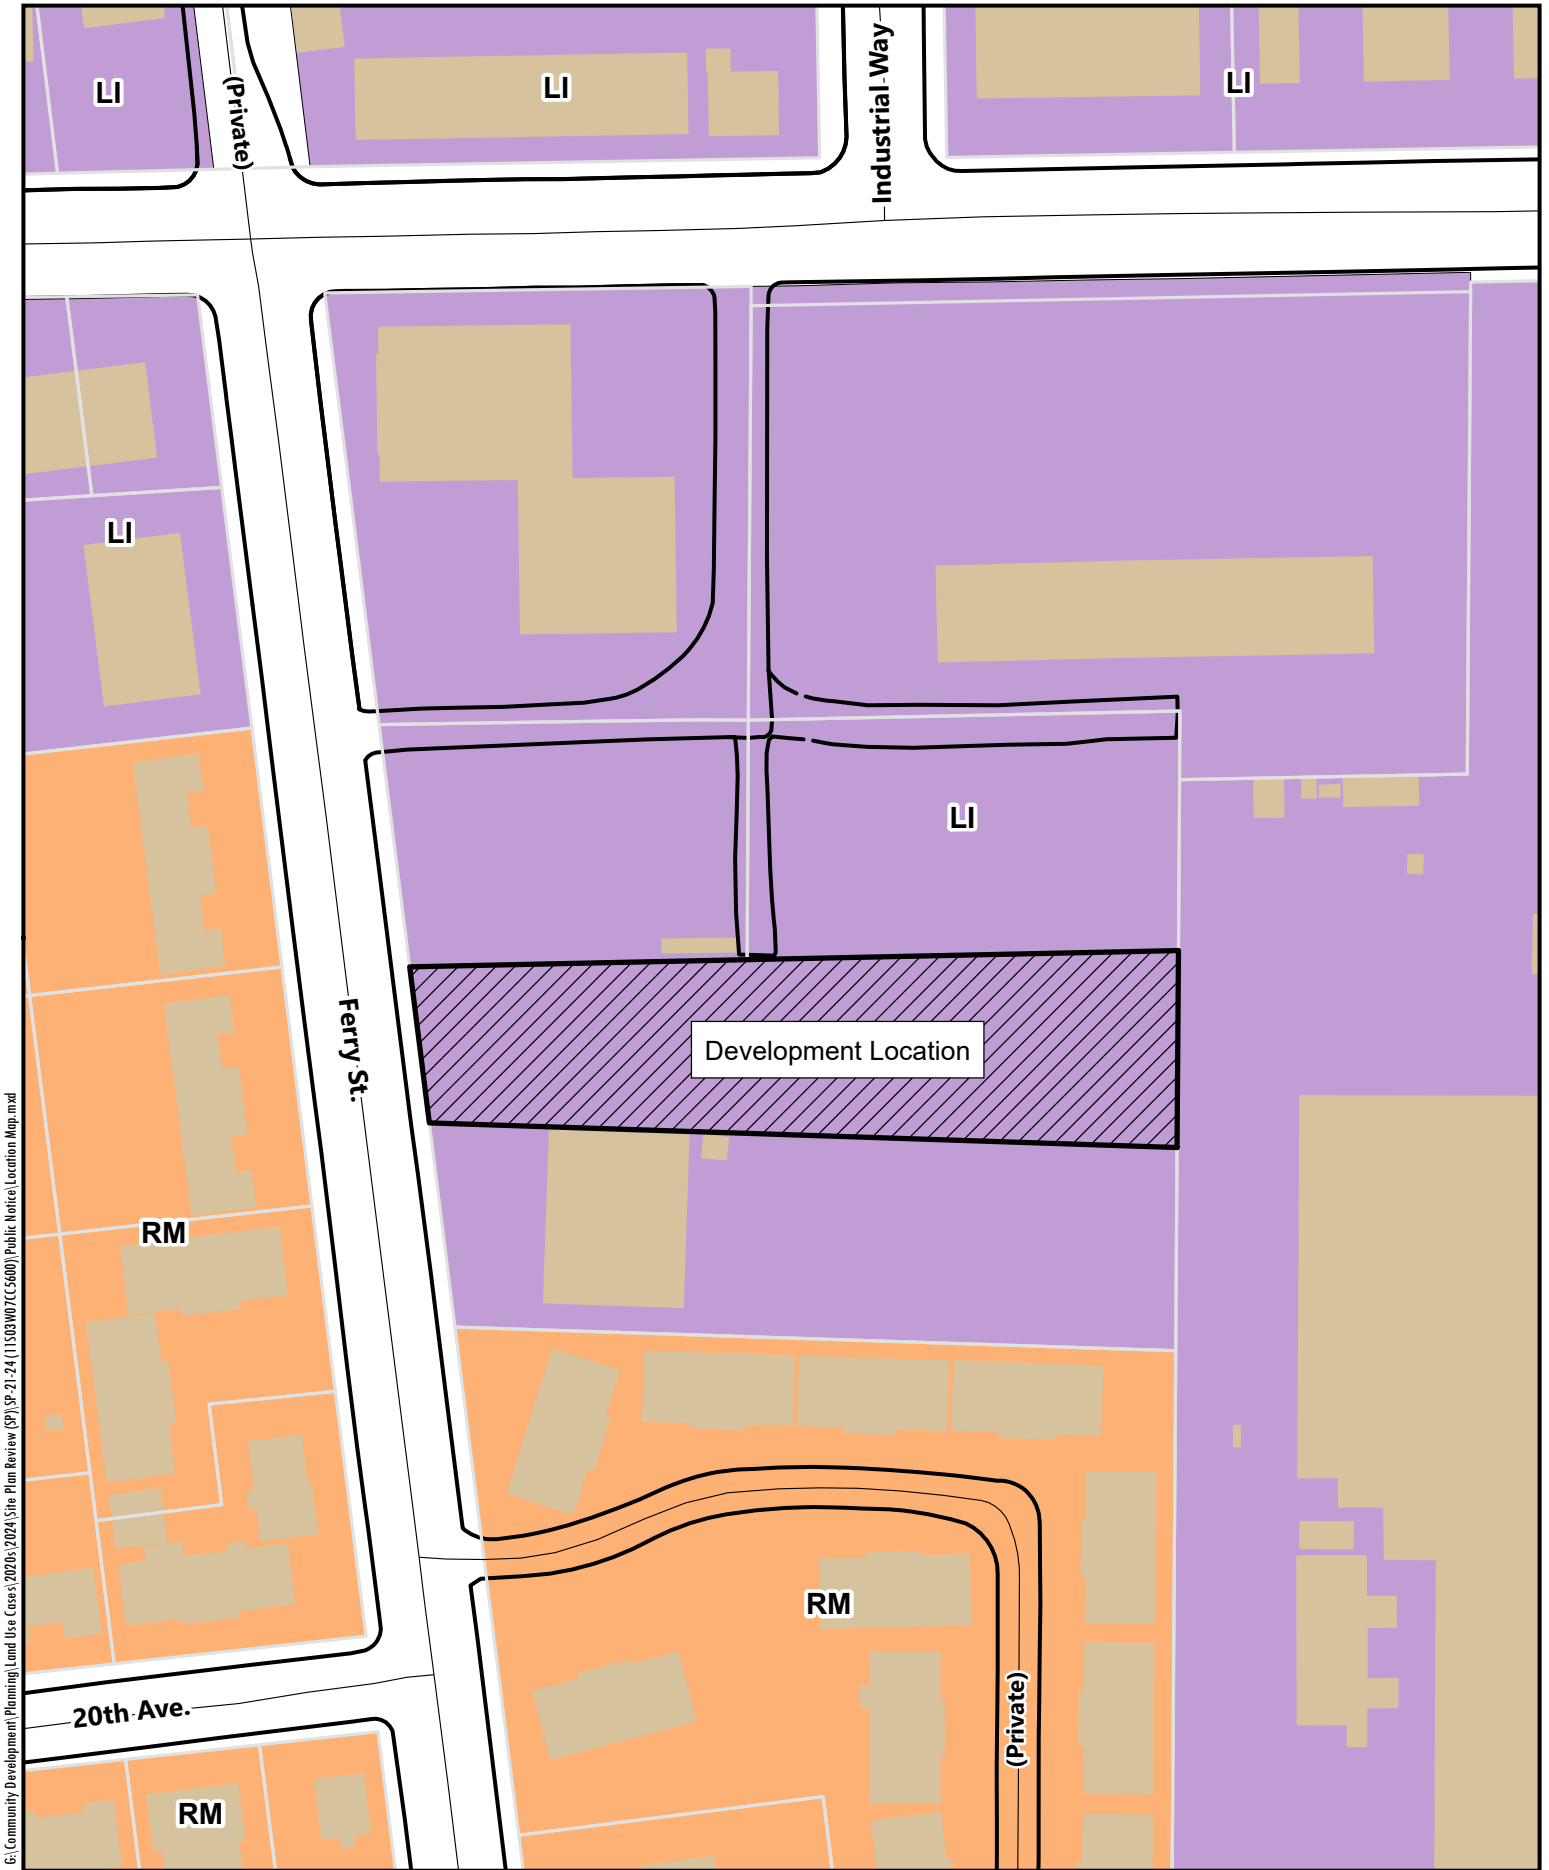 LI
(Private)
LI
Industrial Way
LI
LI
LI
Ferry St.
Development Location
RM
RM
20th Ave.
(Private)
RM
G:\Community Development\Planning\Land Use Cases\2020s\2024\Site Plan Review (SP)\SP-21-24 (11S03W07CC5600)\Public Notice\Location Map.mxd